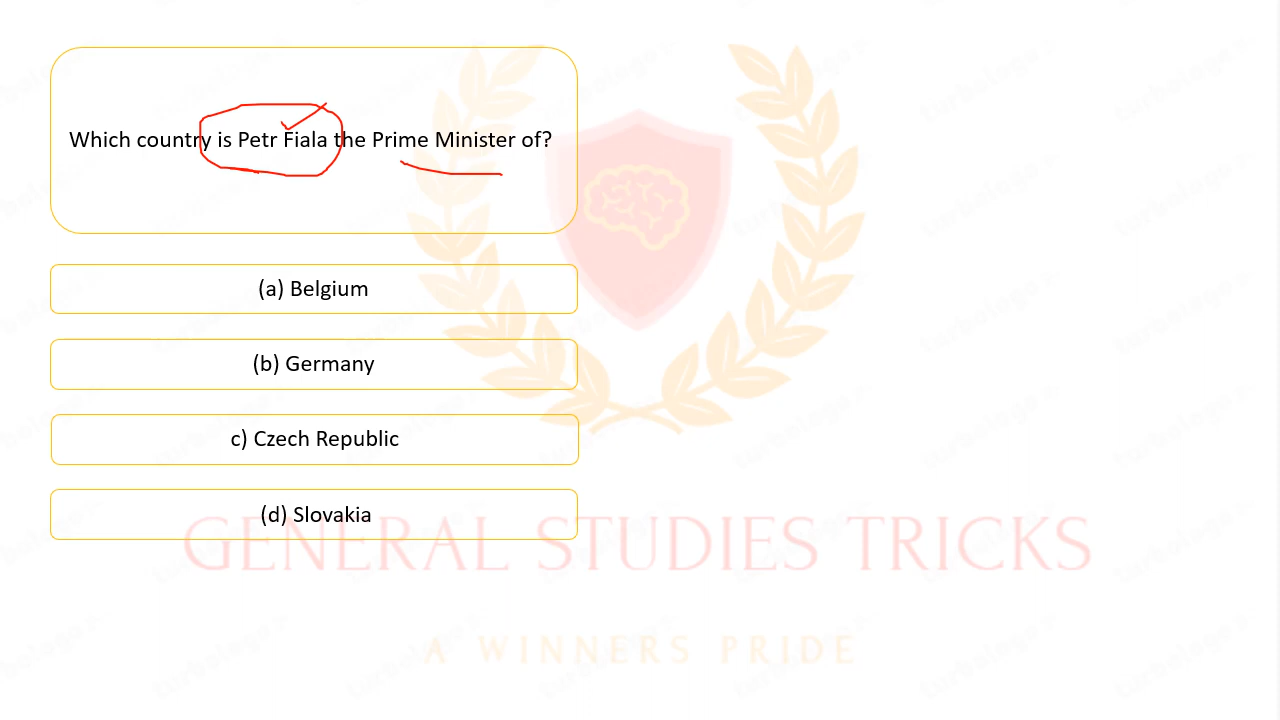 Which country is Petr Fiala the Prime Minister of?
(a) Belgium
(b) Germany
c) Czech Republic
(d) Slovakia
GENERAL STUDIES TRICKS
A WINNERS PRIDE